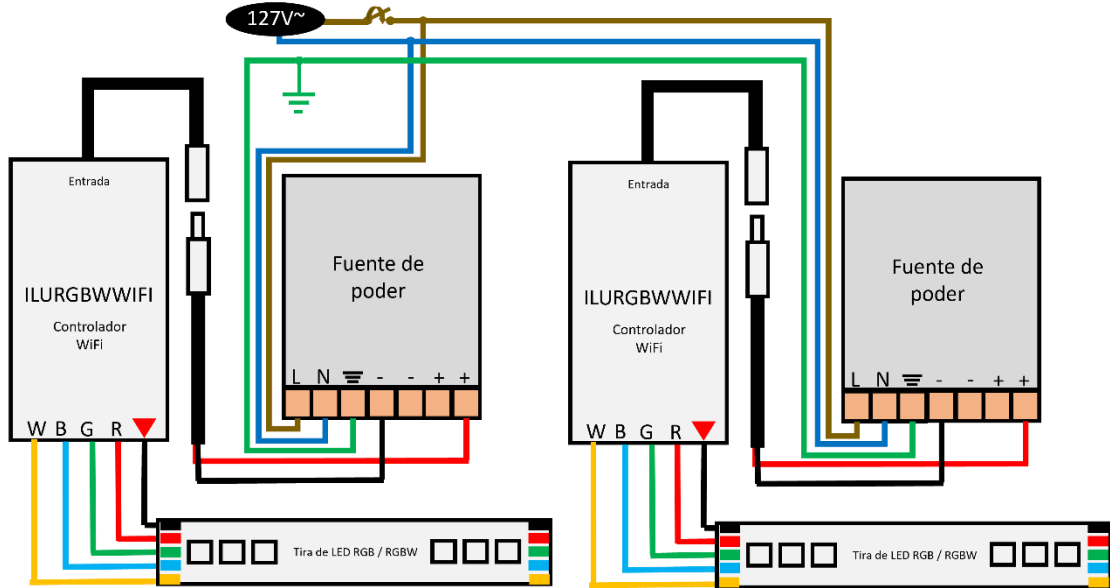 127V~
Entrada
ILURGBWWIFI
Controlador
WiFi
W B G R
Fuente de
poder
L N - - + +
Tira de LED RGB / RGBW
Entrada
ILURGBWWIFI
Controlador
WiFi
W B G R
Fuente de
poder
L N - - + +
Tira de LED RGB / RGBW